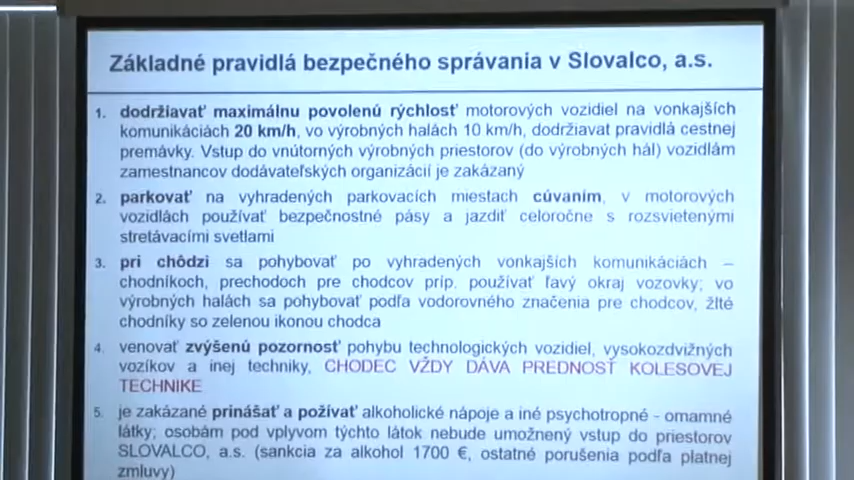 Základné pravidlá bezpečného správania v Slovalco, a.s.
1. dodržiavať maximálnu povolenú rýchlosť motorových vozidiel na vonkajších
komunikáciách 20 km/h, vo výrobných halách 10 km/h, dodržiavat pravidlá cestnej
premávky. Vstup do vnútorných výrobných priestorov (do výrobných hál) vozidlám
zamestnancov dodávateľských organizácií je zakázaný
2. parkovať na vyhradených parkovacích miestach cúvaním, v motorových
vozidlách používať bezpečnostné pásy a jazdiť celoročne s rozsvietenými
stretávacími svetlami
3. pri chôdzi sa pohybovať po vyhradených vonkajších komunikáciách –
chodníkoch, prechodoch pre chodcov príp. používať ľavý okraj vozovky; vo
výrobných halách sa pohybovať podľa vodorovného značenia pre chodcov, žlté
chodníky so zelenou ikonou chodca
4. venovať zvýšenú pozornosť pohybu technologických vozidiel, vysokozdvižných
vozíkov a inej techniky, CHODEC VŽDY DÁVA PREDNOSŤ KOLESOVEJ
TECHNIKE
5. je zakázané prinášať a požívať alkoholické nápoje a iné psychotropné - omamné
látky; osobám pod vplyvom týchto látok nebude umožnený vstup do priestorov
SLOVALCO, a.s. (sankcia za alkohol 1700 €, ostatné porušenia podľa platnej
zmluvy)